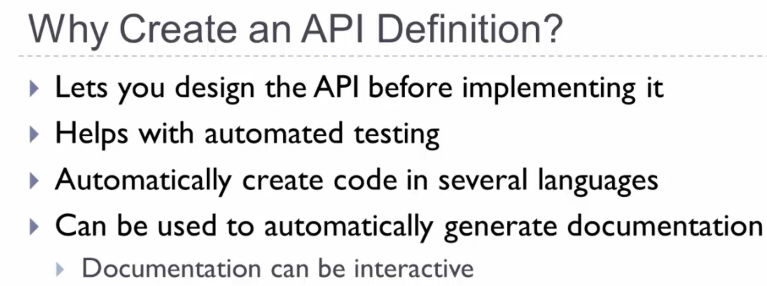 Why Create an API Definition?
Lets you design the API before implementing it
Helps with automated testing
Automatically create code in several languages
Can be used to automatically generate documentation
Documentation can be interactive